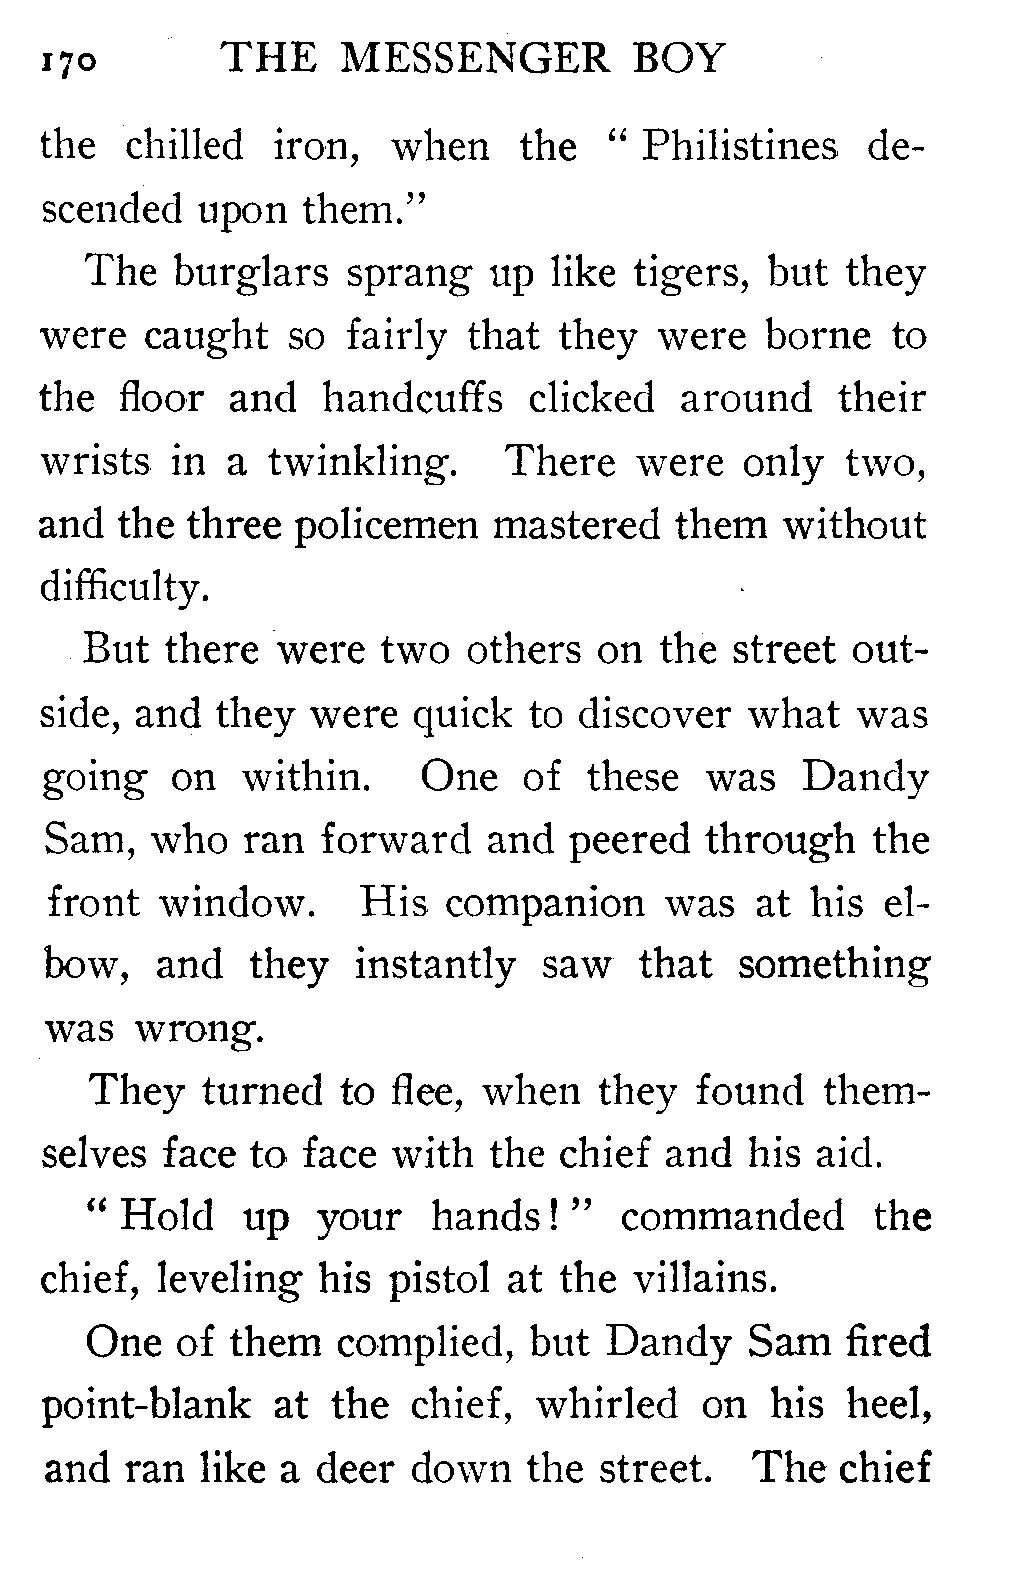 170 THE MESSENGER BOY
the chilled iron, when the “ Philistines de-
scended upon them.”
The burglars sprang up like tigers, but they
were caught so fairly that they were borne to
the floor and handcuffs clicked around their
wrists in a twinkling. There were only two,
and the three policemen mastered them without
difficulty.
But there were two others on the street out-
side, and they were quick to discover what was
going on within. One of these was Dandy
Sam, who ran forward and peered through the
front window. His companion was at his el-
bow, and they instantly saw that something
was wrong.
They turned to flee, when they found them-
selves face to face with the chief and his aid.
“ Hold up your hands! ” commanded the
chief, leveling his pistol at the villains.
One of them complied, but Dandy Sam fired
point-blank at the chief, whirled on his heel,
and ran like a deer down the street. The chief